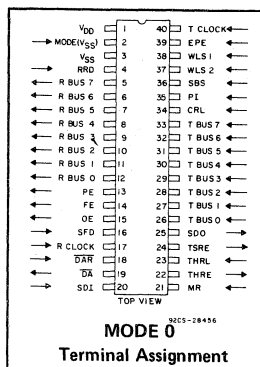 VDD 1 40 T CLOCK
MODE(VSS) 2 39 EPE
VSS 3 38 WLS 1
RRD 4 37 WLS 2
R BUS 7 5 36 SBS
R BUS 6 6 35 PI
R BUS 5 7 34 CRL
R BUS 4 8 33 T BUS 7
R BUS 3 9 32 T BUS 6
R BUS 2 10 31 T BUS 5
R BUS 1 11 30 T BUS 4
R BUS 0 12 29 T BUS 3
PE 13 28 T BUS 2
FE 14 27 T BUS 1
OE 15 26 T BUS 0
SFD 16 25 SDO
R CLOCK 17 24 TSRE
DAR 18 23 THRL
DA 19 22 THRE
SDI 20 21 MR
TOP VIEW
92CS-28456
MODE 0
Terminal Assignment